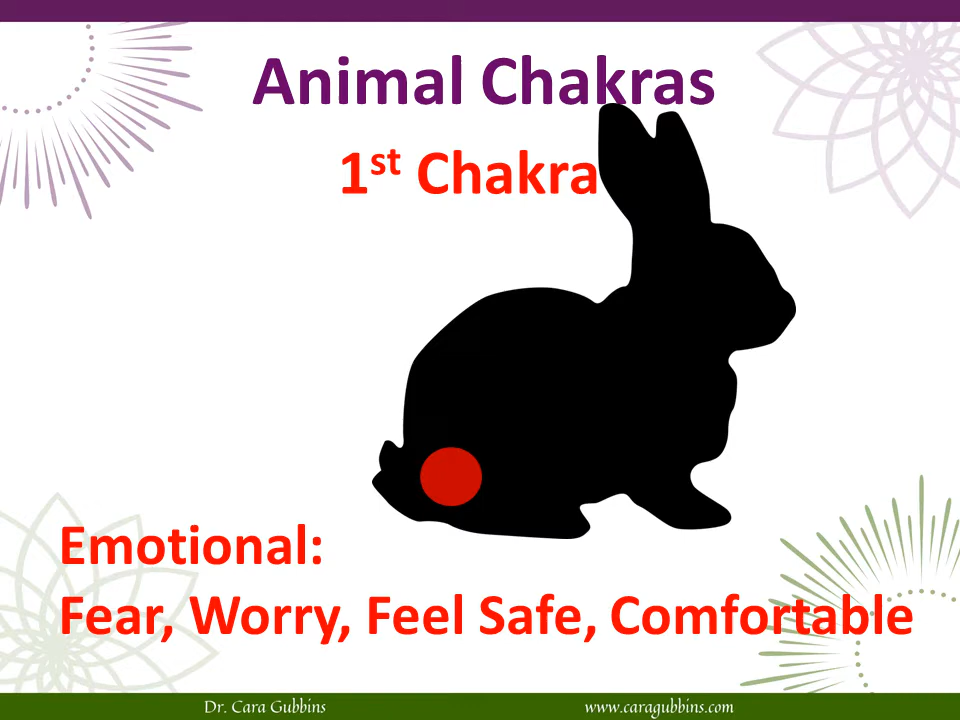 Animal Chakras
1st Chakra
Emotional:
Fear, Worry, Feel Safe, Comfortable
Dr. Cara Gubbins www.caragubbins.com